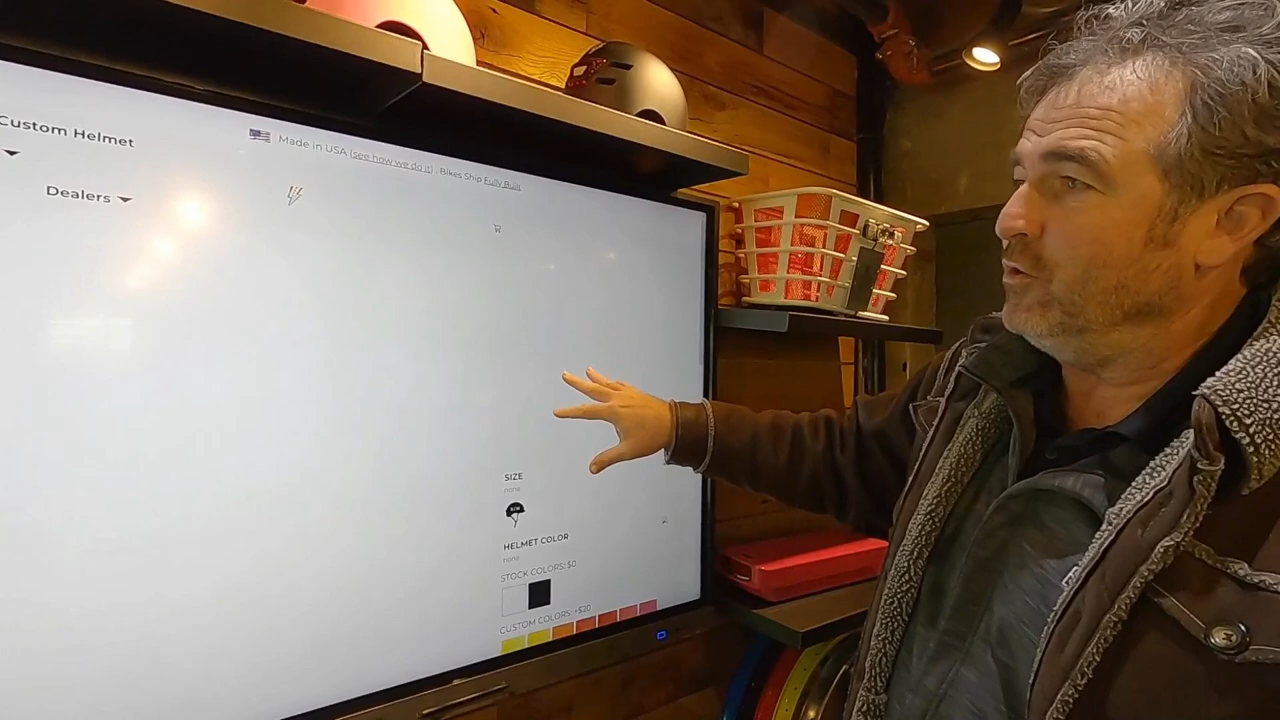 Custom Helmet
Made in USA (see how we do it) . Bikes Ship Fully Built
Dealers
SIZE
none
S/M
HELMET COLOR
none
STOCK COLORS: $0
CUSTOM COLORS: +$20